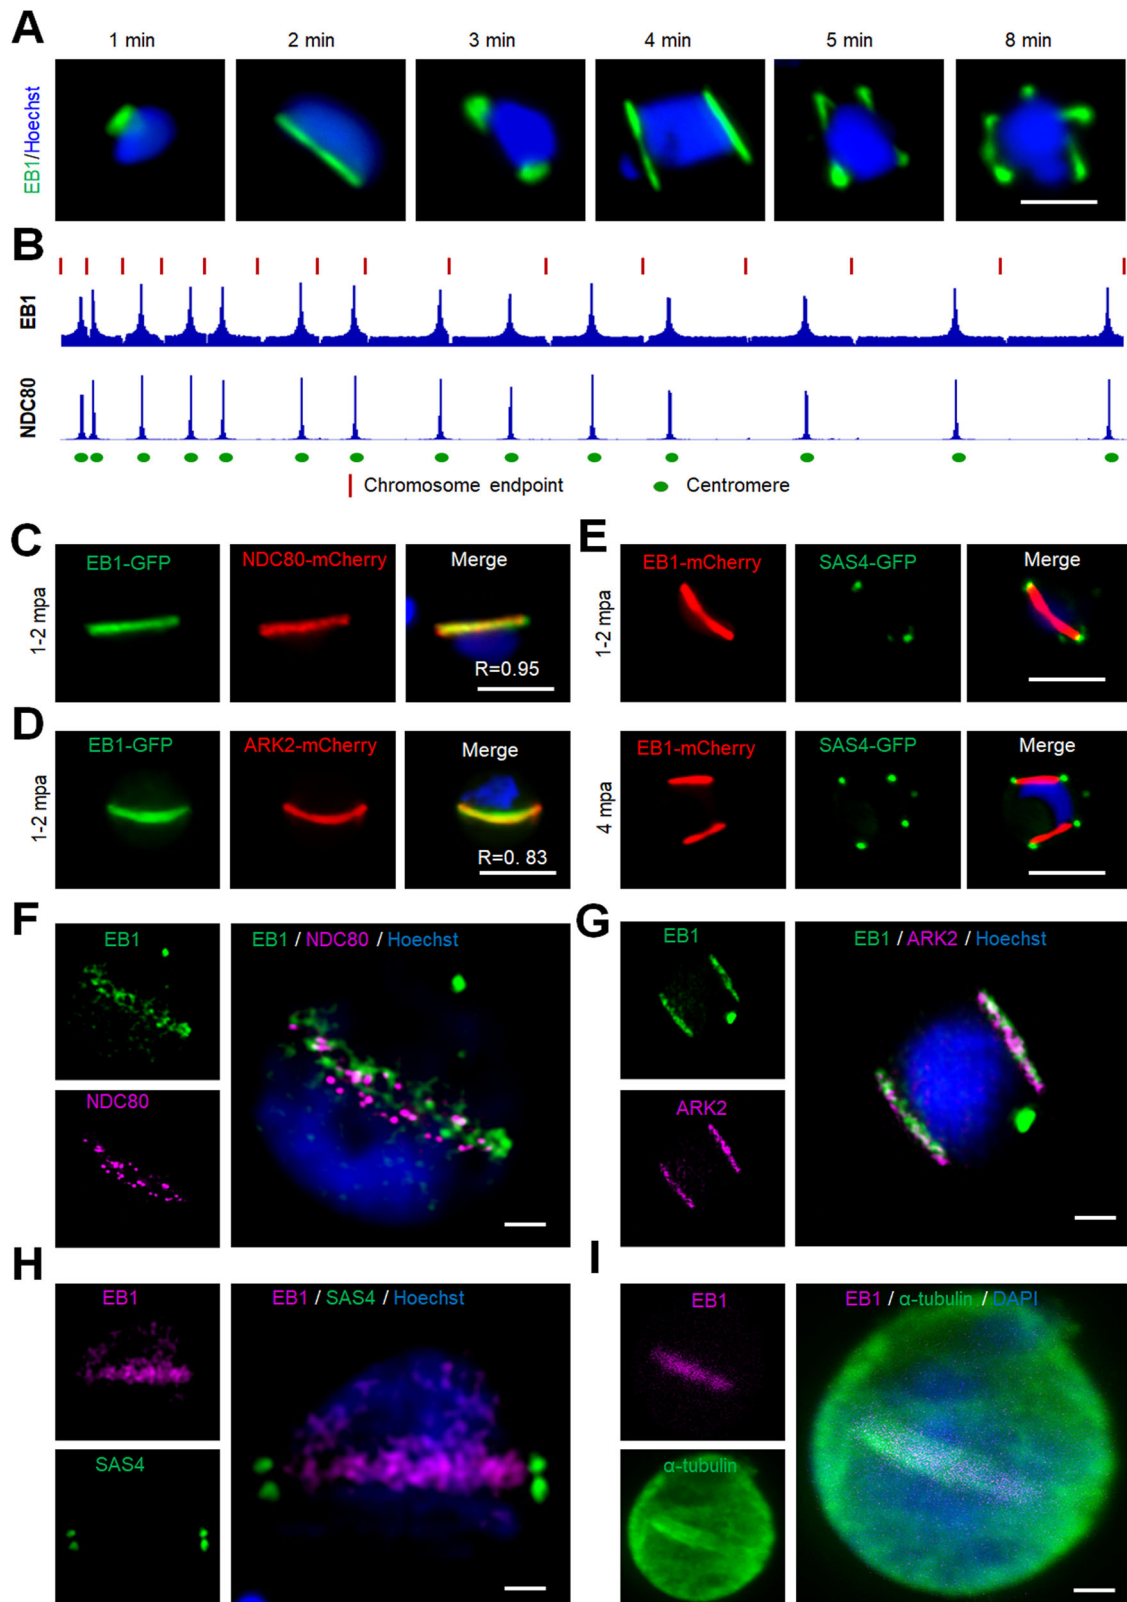 A
1 min 2 min 3 min 4 min 5 min 8 min
EB1/Hoechst
B
EB1
NDC80
Chromosome endpoint Centromere
C
1-2 mpa
EB1-GFP NDC80-mCherry Merge
R=0.95
E
1-2 mpa
EB1-mCherry SAS4-GFP Merge
D
1-2 mpa
EB1-GFP ARK2-mCherry Merge
R=0. 83
4 mpa
EB1-mCherry SAS4-GFP Merge
F
EB1
EB1 / NDC80 / Hoechst
NDC80
G
EB1
EB1 / ARK2 / Hoechst
ARK2
H
EB1
EB1 / SAS4 / Hoechst
SAS4
I
EB1
EB1 / α-tubulin / DAPI
α-tubulin